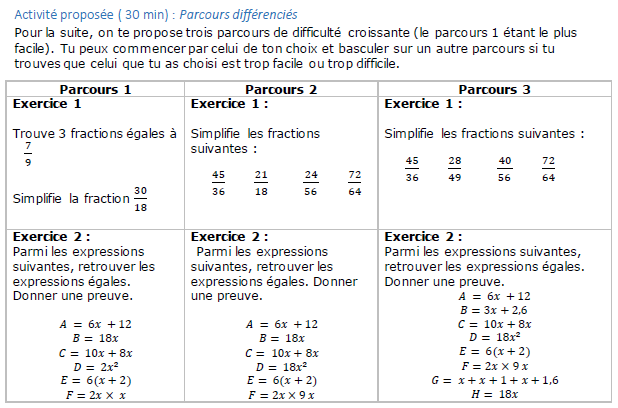 Activité proposée ( 30 min) : Parcours différenciés
Pour la suite, on te propose trois parcours de difficulté croissante (le parcours 1 étant le plus
facile). Tu peux commencer par celui de ton choix et basculer sur un autre parcours si tu
trouves que celui que tu as choisi est trop facile ou trop difficile.
Parcours 1
Exercice 1
Trouve 3 fractions égales à
7/9
Simplifie la fraction 30/18
Exercice 2 :
Parmi les expressions
suivantes, retrouver les
expressions égales.
Donner une preuve.
A = 6x + 12
B = 18x
C = 10x + 8x
D = 2x²
E = 6(x + 2)
F = 2x × x
Parcours 2
Exercice 1 :
Simplifie les fractions
suivantes :
45/36 21/18 24/56 72/64
Exercice 2 :
Parmi les expressions
suivantes, retrouver les
expressions égales. Donner
une preuve.
A = 6x + 12
B = 18x
C = 10x + 8x
D = 18x²
E = 6(x + 2)
F = 2x × 9 x
Parcours 3
Exercice 1 :
Simplifie les fractions suivantes :
45/36 28/49 40/56 72/64
Exercice 2 :
Parmi les expressions suivantes,
retrouver les expressions égales.
Donner une preuve.
A = 6x + 12
B = 3x + 2,6
C = 10x + 8x
D = 18x²
E = 6(x + 2)
F = 2x × 9 x
G = x + x + 1 + x + 1,6
H = 18x